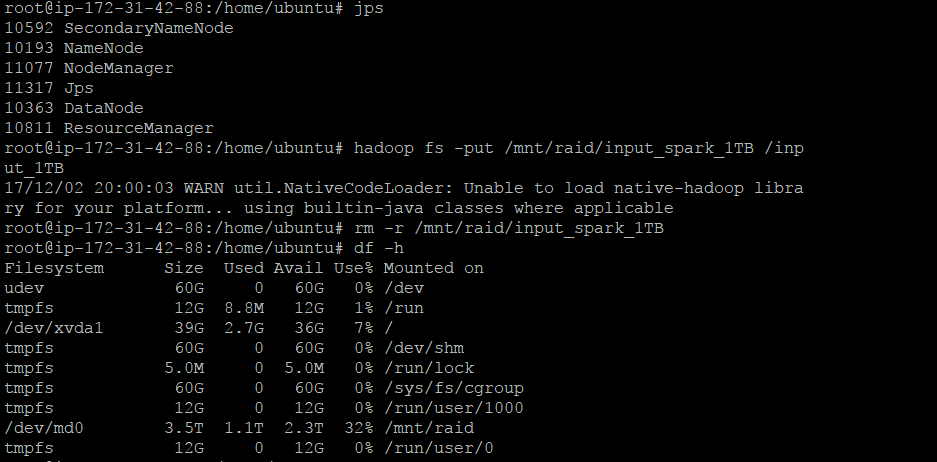 root@ip-172-31-42-88:/home/ubuntu# jps
10592 SecondaryNameNode
10193 NameNode
11077 NodeManager
11317 Jps
10363 DataNode
10811 ResourceManager
root@ip-172-31-42-88:/home/ubuntu# hadoop fs -put /mnt/raid/input_spark_1TB /inp
ut_1TB
17/12/02 20:00:03 WARN util.NativeCodeLoader: Unable to load native-hadoop libra
ry for your platform... using builtin-java classes where applicable
root@ip-172-31-42-88:/home/ubuntu# rm -r /mnt/raid/input_spark_1TB
root@ip-172-31-42-88:/home/ubuntu# df -h
Filesystem      Size  Used Avail Use% Mounted on
udev             60G     0   60G   0% /dev
tmpfs            12G  8.8M   12G   1% /run
/dev/xvda1       39G  2.7G   36G   7% /
tmpfs            60G     0   60G   0% /dev/shm
tmpfs           5.0M     0  5.0M   0% /run/lock
tmpfs            60G     0   60G   0% /sys/fs/cgroup
tmpfs            12G     0   12G   0% /run/user/1000
/dev/md0        3.5T  1.1T  2.3T  32% /mnt/raid
tmpfs            12G     0   12G   0% /run/user/0